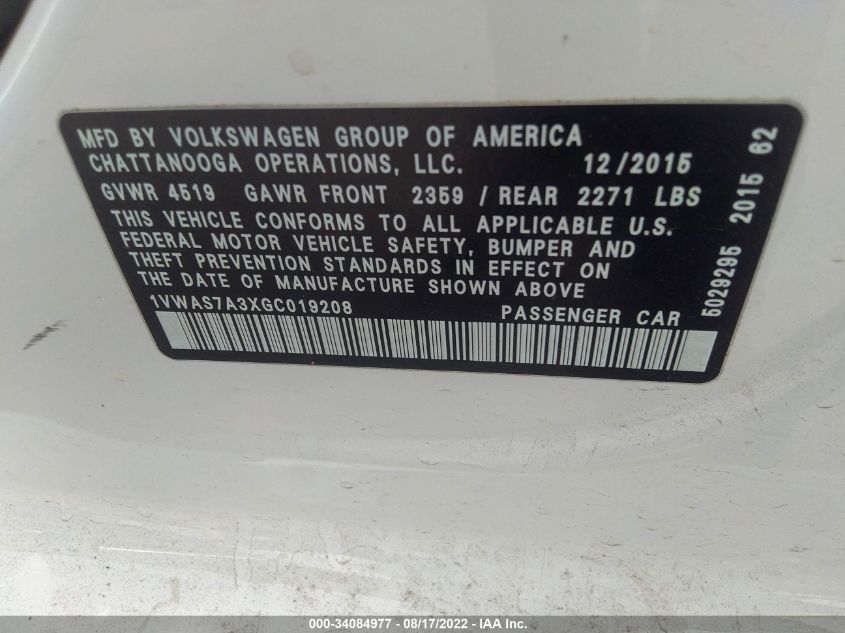 MFD BY VOLKSWAGEN GROUP OF AMERICA
CHATTANOOGA OPERATIONS, LLC. 12/2015
GVWR 4519 GAWR FRONT 2359 / REAR 2271 LBS
THIS VEHICLE CONFORMS TO ALL APPLICABLE U.S.
FEDERAL MOTOR VEHICLE SAFETY, BUMPER AND
THEFT PREVENTION STANDARDS IN EFFECT ON
THE DATE OF MANUFACTURE SHOWN ABOVE
1VWAS7A3XGC019208 PASSENGER CAR
5029295 2015 62
000-34084977 - 08/17/2022 - IAA Inc.